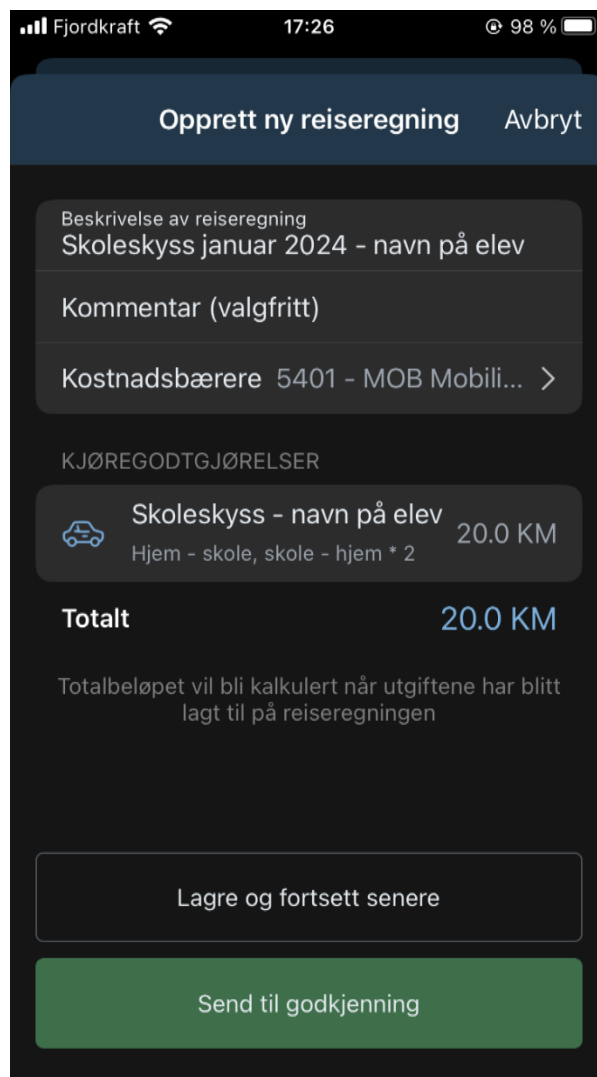 Fjordkraft 17:26 98 %
Opprett ny reiseregning Avbryt
Beskrivelse av reiseregning
Skoleskyss januar 2024 - navn på elev
Kommentar (valgfritt)
Kostnadsbærere 5401 - MOB Mobili...
KJØREGODTGJØRELSER
Skoleskyss - navn på elev 20.0 KM
Hjem - skole, skole - hjem * 2
Totalt 20.0 KM
Totalbeløpet vil bli kalkulert når utgiftene har blitt
lagt til på reiseregningen
Lagre og fortsett senere
Send til godkjenning